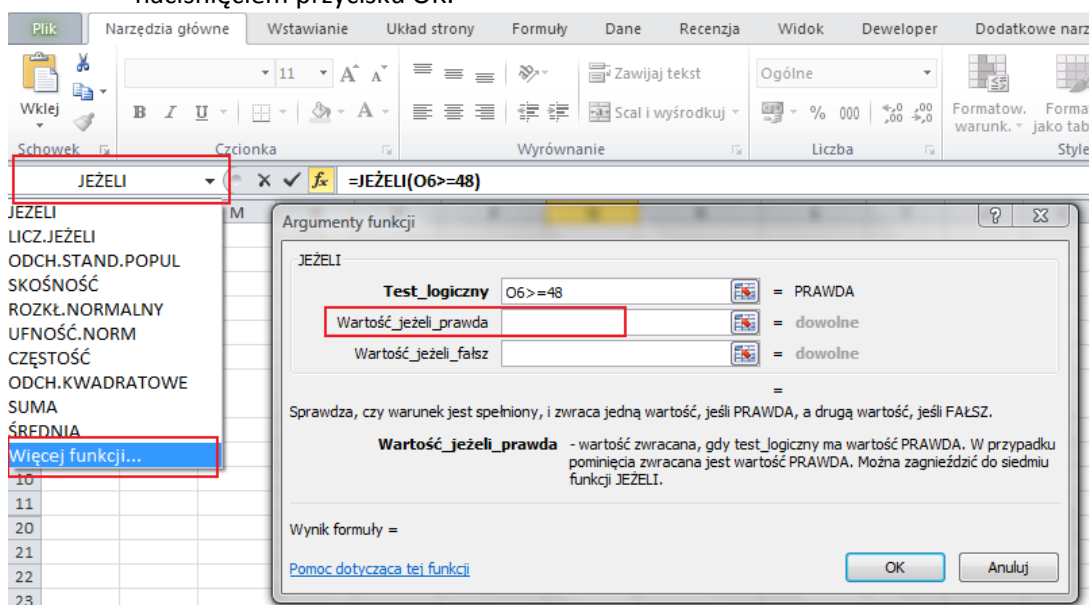 naciśnięciem przycisku OK.
Plik Narzędzia główne Wstawianie Układ strony Formuły Dane Recenzja Widok Deweloper Dodatkowe narz
11 A A Zawijaj tekst Ogólne
Wklej B I U A Scal i wyśrodkuj % 000 ,0 ,00 ,00 ,0 Formatow. Forma
warunk. jako tab
Schowek Czcionka Wyrównanie Liczba Style
JEŻELI fx =JEŻELI(O6>=48)
JEŻELI M
LICZ.JEŻELI
ODCH.STAND.POPUL
SKOŚNOŚĆ
ROZKŁ.NORMALNY
UFNOŚĆ.NORM
CZĘSTOŚĆ
ODCH.KWADRATOWE
SUMA
ŚREDNIA
Więcej funkcji...
10
11
20
21
22
23
Argumenty funkcji ?
JEŻELI
Test_logiczny O6>=48 = PRAWDA
Wartość_jeżeli_prawda = dowolne
Wartość_jeżeli_fałsz = dowolne
=
Sprawdza, czy warunek jest spełniony, i zwraca jedną wartość, jeśli PRAWDA, a drugą wartość, jeśli FAŁSZ.
Wartość_jeżeli_prawda - wartość zwracana, gdy test_logiczny ma wartość PRAWDA. W przypadku
pominięcia zwracana jest wartość PRAWDA. Można zagnieździć do siedmiu
funkcji JEŻELI.
Wynik formuły =
Pomoc dotycząca tej funkcji OK Anuluj